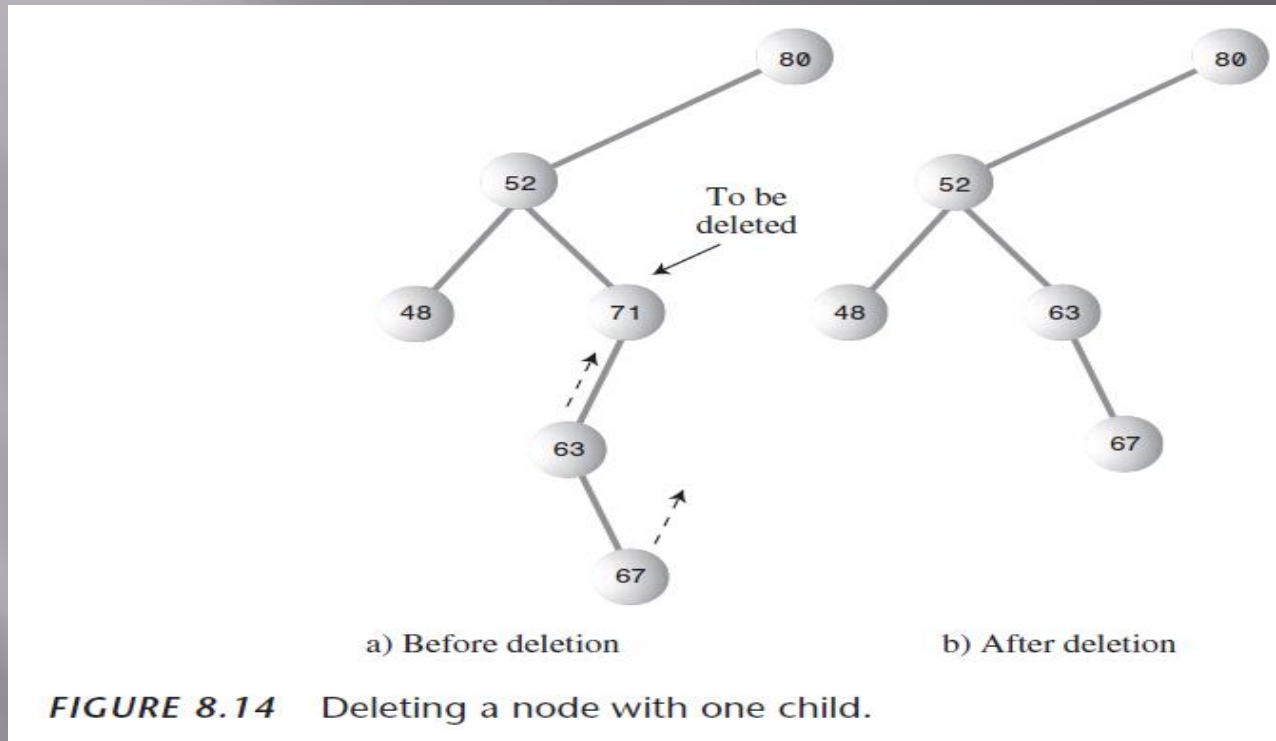 80
80
52
52
To be
deleted
48
71
48
63
63
67
67
a) Before deletion
b) After deletion
FIGURE 8.14 Deleting a node with one child.